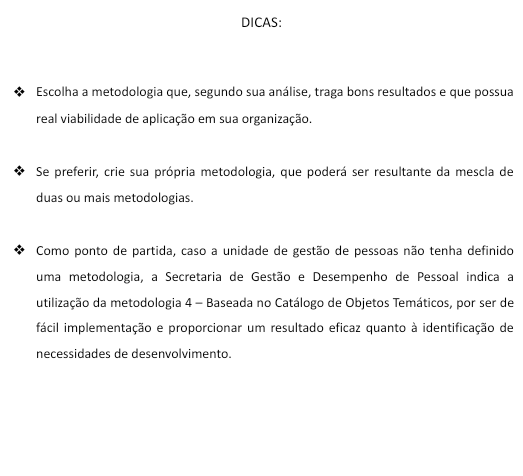 DICAS:
❖ Escolha a metodologia que, segundo sua análise, traga bons resultados e que possua
real viabilidade de aplicação em sua organização.
❖ Se preferir, crie sua própria metodologia, que poderá ser resultante da mescla de
duas ou mais metodologias.
❖ Como ponto de partida, caso a unidade de gestão de pessoas não tenha definido
uma metodologia, a Secretaria de Gestão e Desempenho de Pessoal indica a
utilização da metodologia 4 – Baseada no Catálogo de Objetos Temáticos, por ser de
fácil implementação e proporcionar um resultado eficaz quanto à identificação de
necessidades de desenvolvimento.